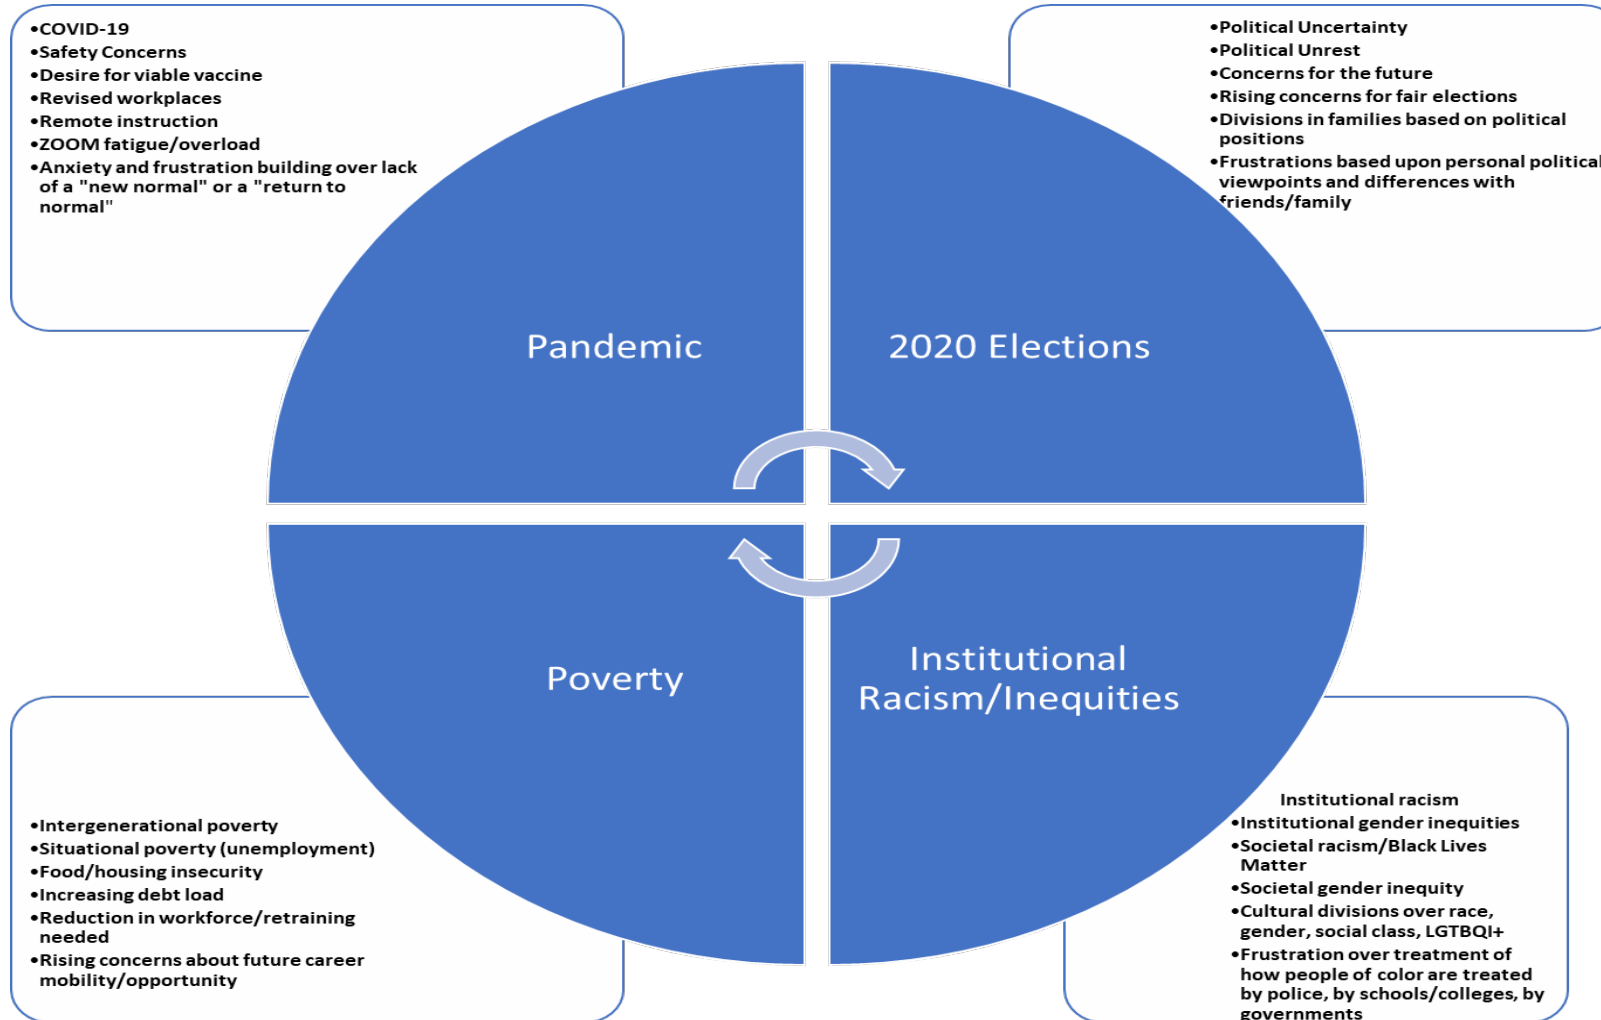 •COVID-19
•Safety Concerns
•Desire for viable vaccine
•Revised workplaces
•Remote instruction
•ZOOM fatigue/overload
•Anxiety and frustration building over lack
of a "new normal" or a "return to
normal"
•Political Uncertainty
•Political Unrest
•Concerns for the future
•Rising concerns for fair elections
•Divisions in families based on political
positions
•Frustrations based upon personal political
viewpoints and differences with
friends/family
Pandemic
2020 Elections
Poverty
Institutional
Racism/Inequities
•Intergenerational poverty
•Situational poverty (unemployment)
•Food/housing insecurity
•Increasing debt load
•Reduction in workforce/retraining
needed
•Rising concerns about future career
mobility/opportunity
Institutional racism
•Institutional gender inequities
•Societal racism/Black Lives
Matter
•Societal gender inequity
•Cultural divisions over race,
gender, social class, LGTBQI+
•Frustration over treatment of
how people of color are treated
by police, by schools/colleges, by
governments